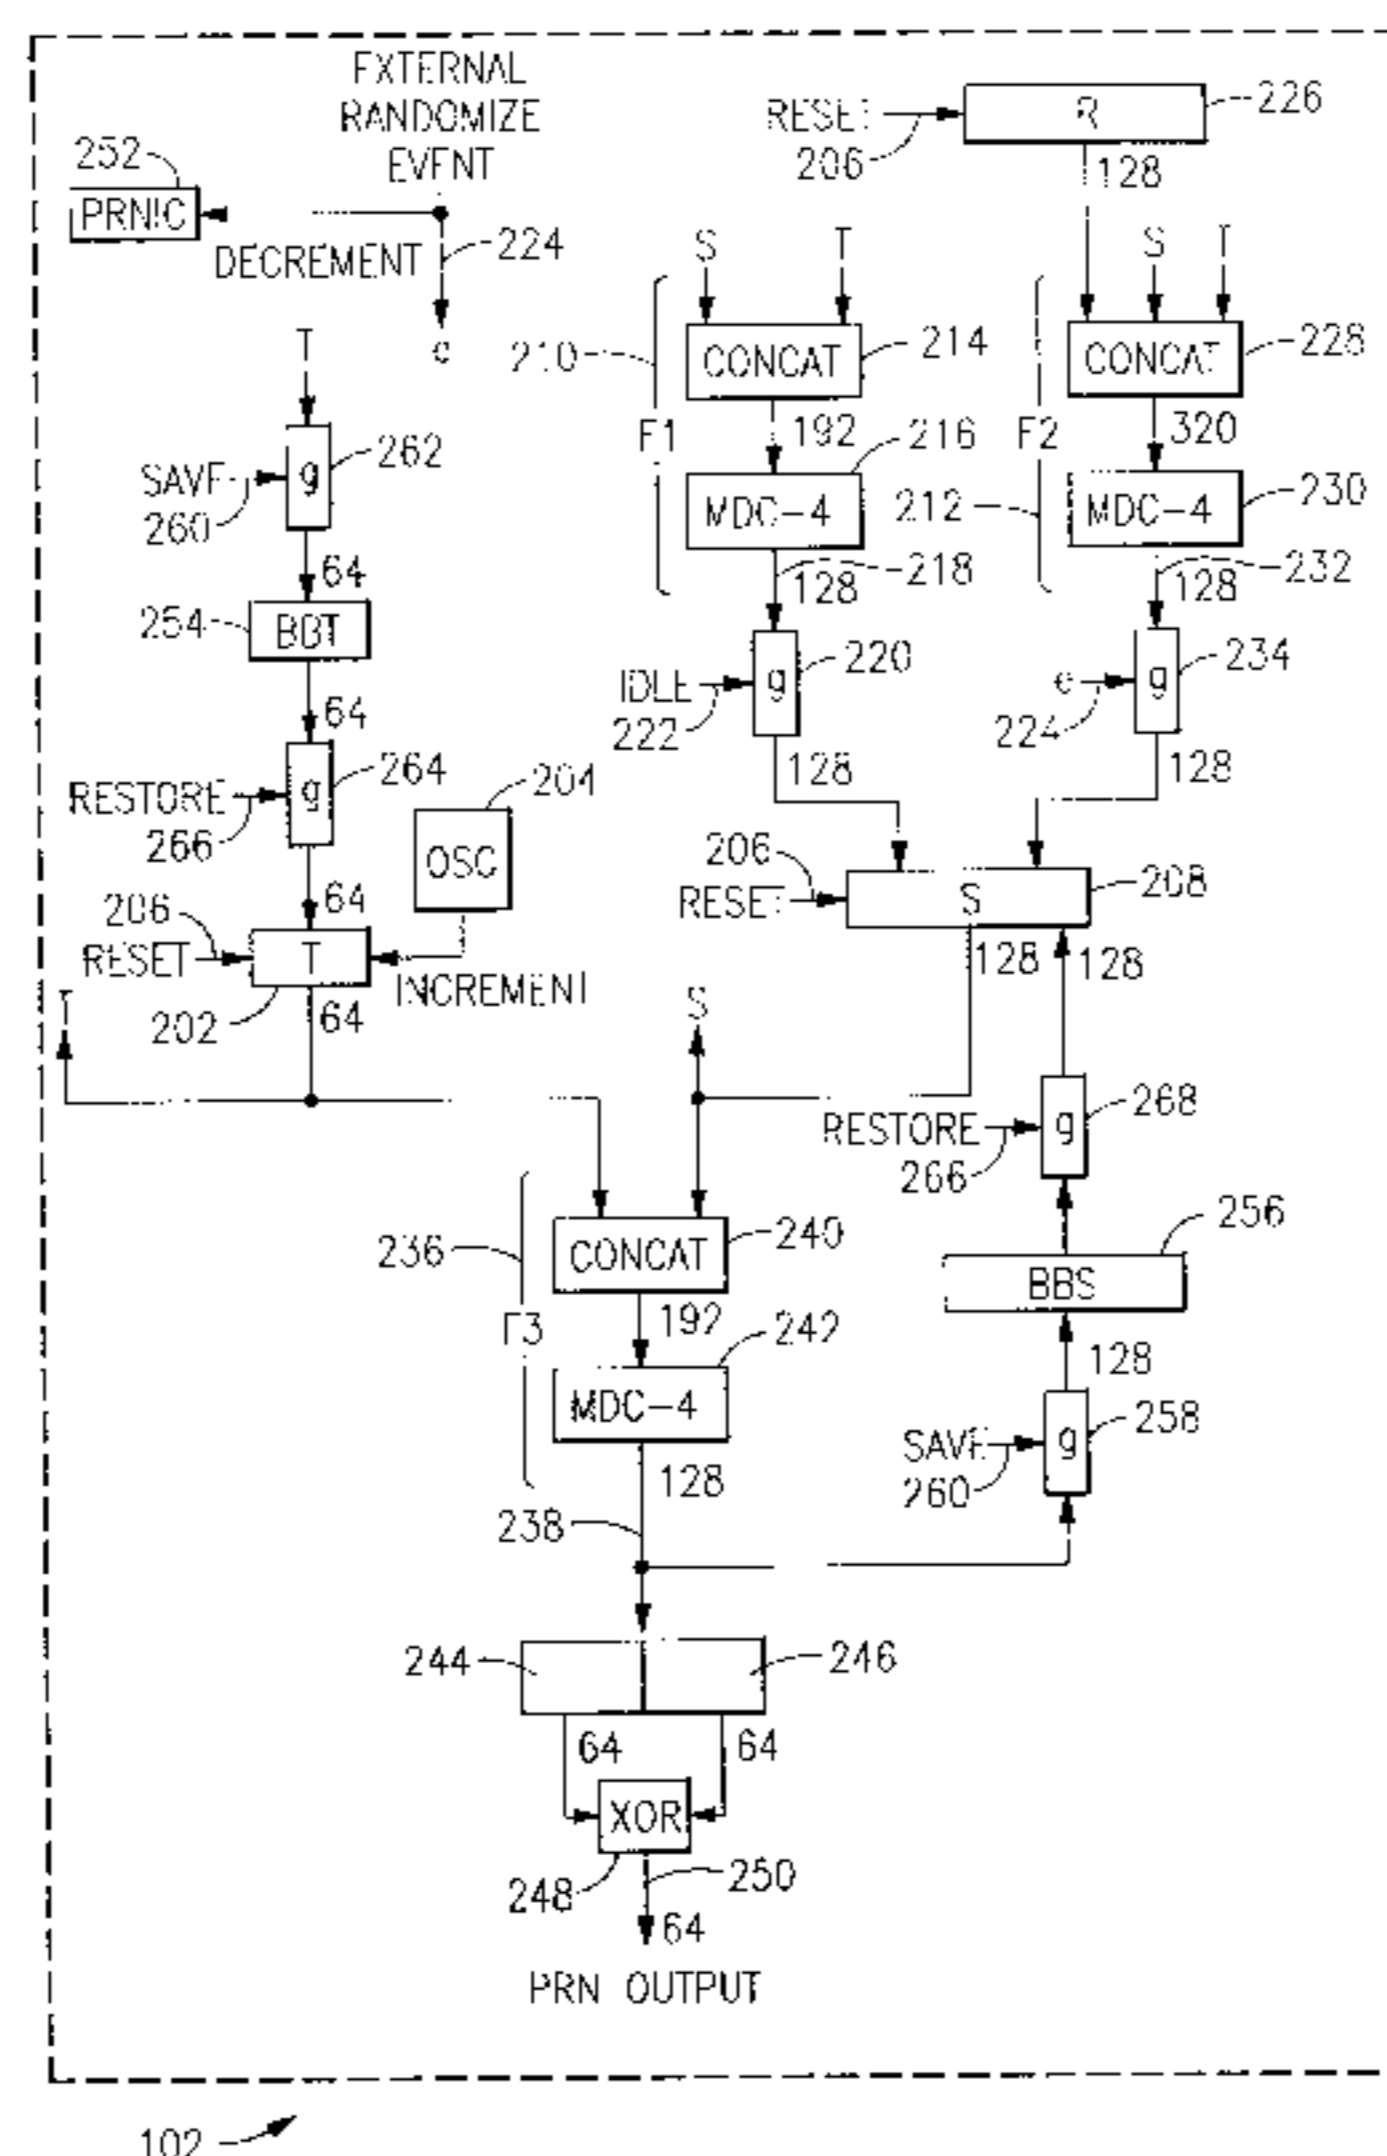 EXTERNAL
RANDOMIZE
EVENT
252
PRNIC
DECREMENT
224
e
RESET
206
R
226
128
S
T
S
T
210
F1
CONCAT
214
192
MDC-4
216
218
128
F2
212
CONCAT
228
320
MDC-4
230
232
128
T
SAVE
260
g
262
64
BBT
254
64
RESTORE
266
g
264
64
OSC
204
INCREMENT
206
RESET
T
202
64
T
IDLE
222
g
220
128
e
224
g
234
128
206
RESET
S
208
128
128
S
RESTORE
266
g
268
BBS
256
128
SAVE
260
g
258
236
F3
CONCAT
240
192
MDC-4
242
128
238
244
246
64
64
XOR
248
250
64
PRN OUTPUT
102